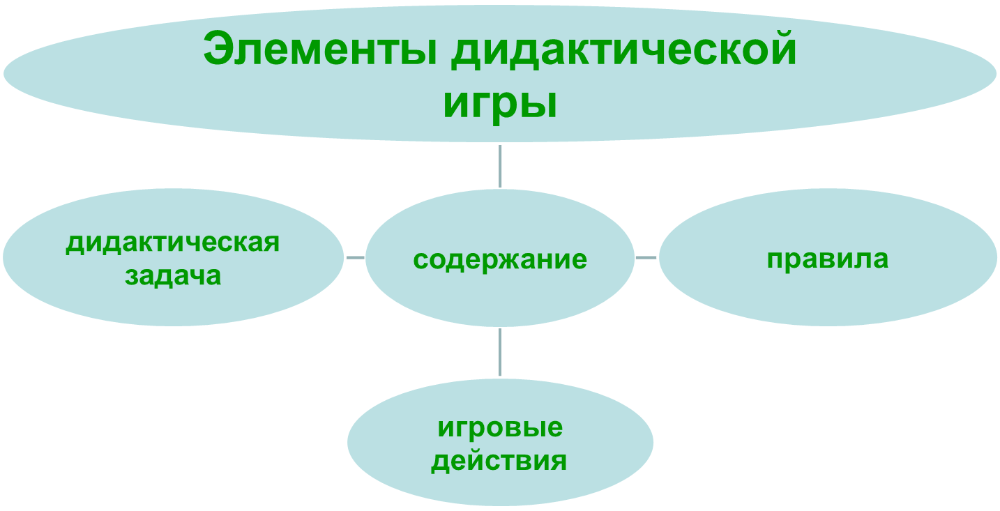 Элементы дидактической
игры
дидактическая
задача
содержание
правила
игровые
действия